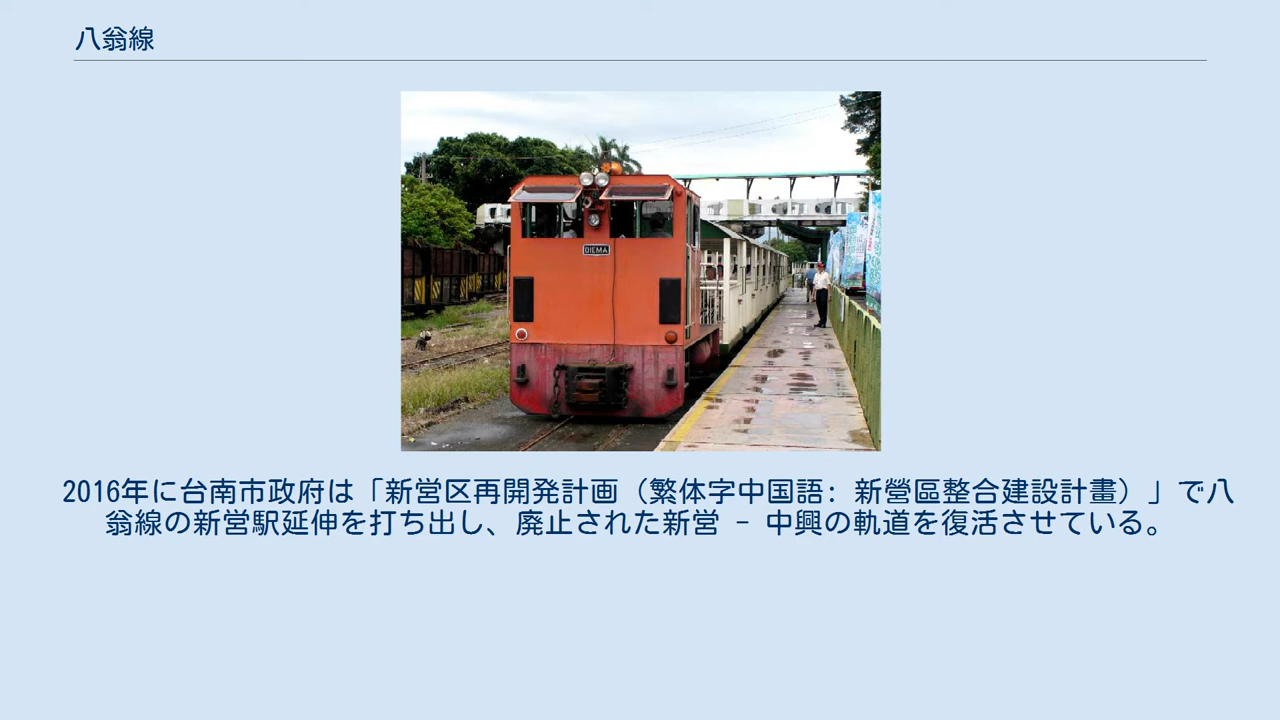 八翁線
DIEMA
2016年に台南市政府は「新営区再開発計画（繁体字中国語: 新營區整合建設計畫）」で八
翁線の新営駅延伸を打ち出し、廃止された新営 - 中興の軌道を復活させている。